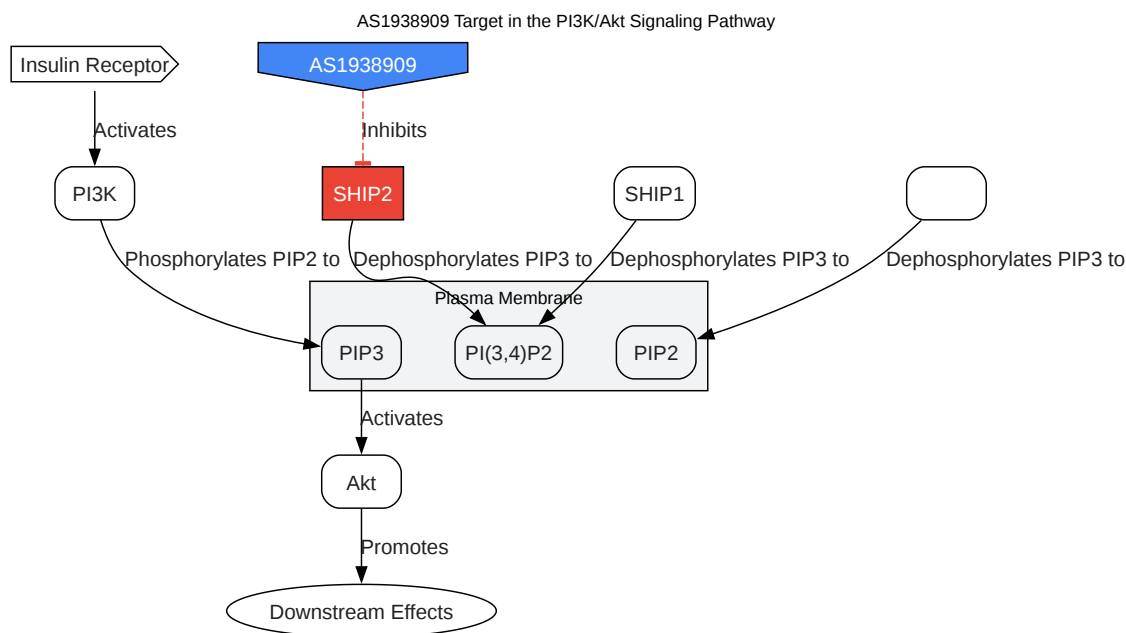 AS1938909 Target in the PI3K/Akt Signaling Pathway
Insulin Receptor
AS1938909
Activates
Inhibits
PI3K
SHIP2
SHIP1
Phosphorylates PIP2 to
Dephosphorylates PIP3 to
Dephosphorylates PIP3 to
Dephosphorylates PIP3 to
Plasma Membrane
PIP3
PI(3,4)P2
PIP2
Activates
Akt
Promotes
Downstream Effects